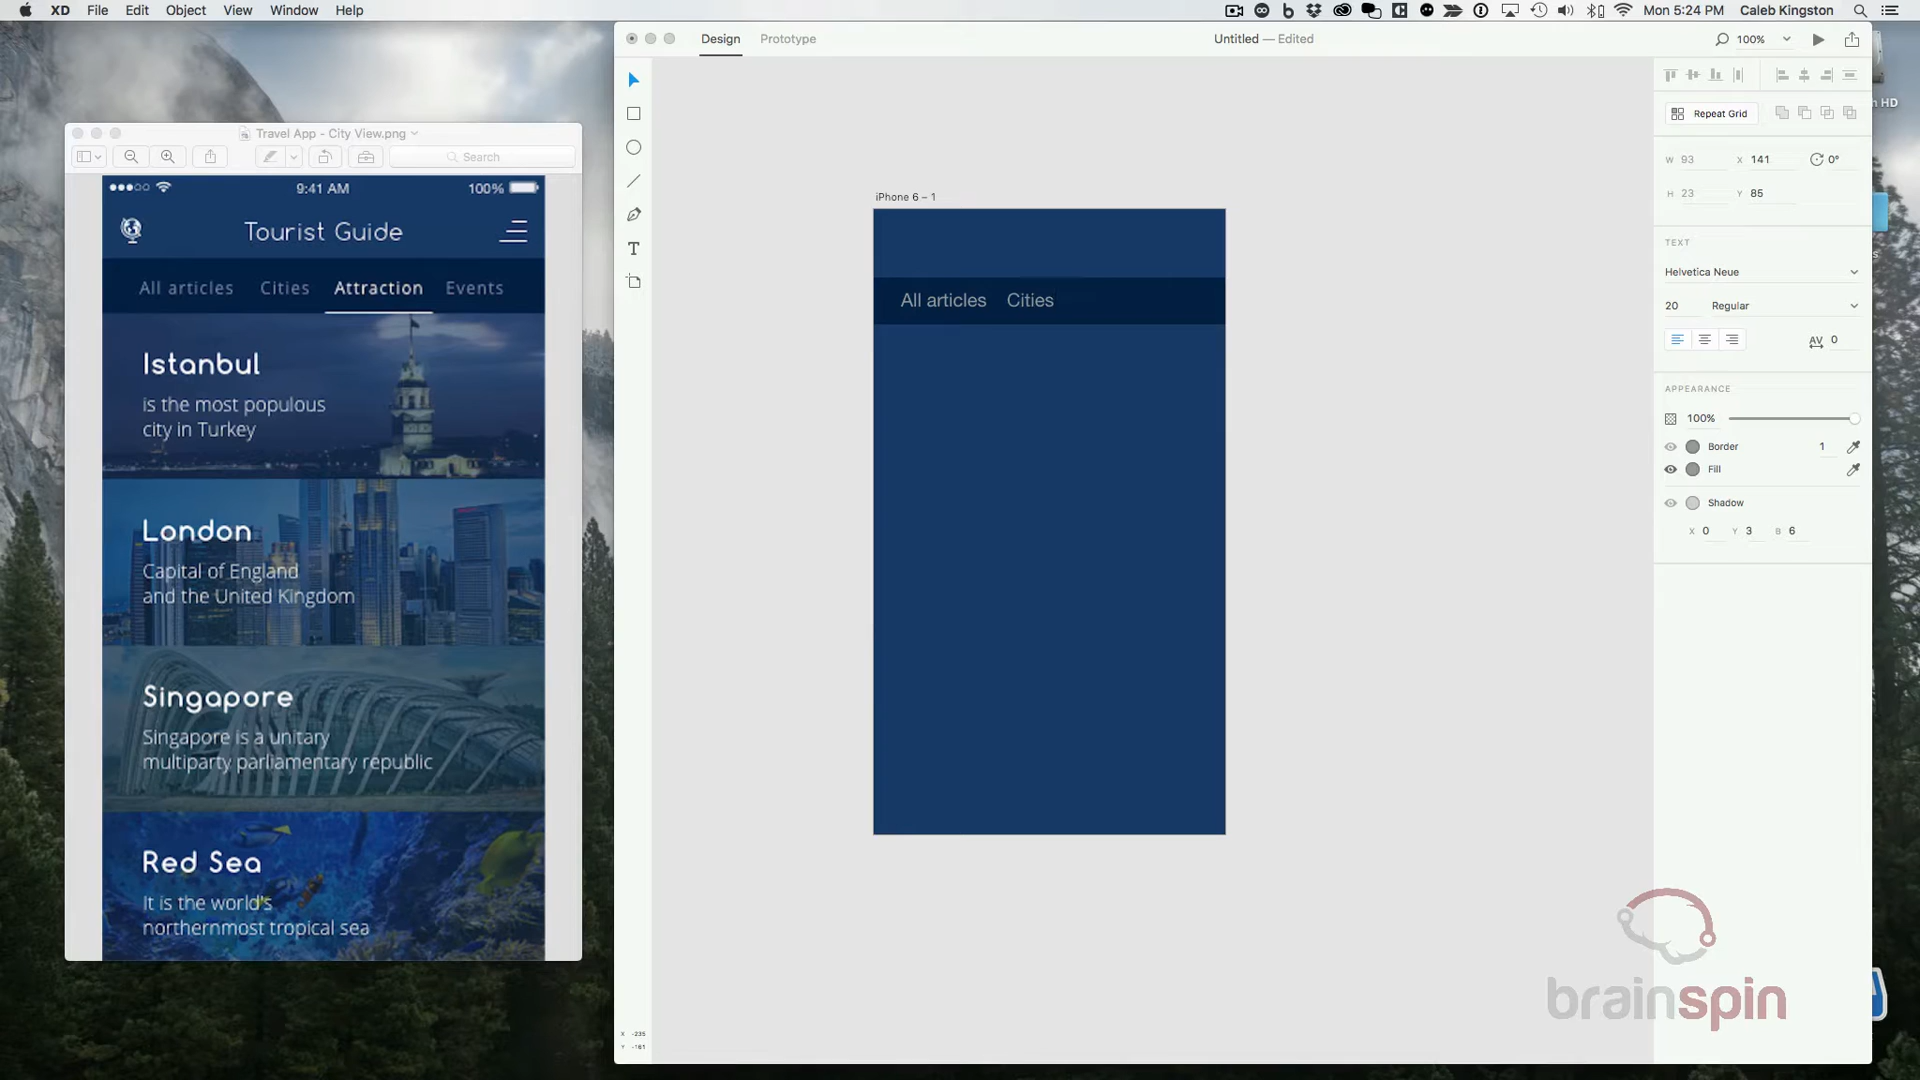 XD File Edit Object View Window Help
Mon 5:24 PM Caleb Kingston
Design Prototype
Untitled — Edited
100%
HD
Travel App - City View.png
Search
9:41 AM 100%
Tourist Guide
All articles Cities Attraction Events
Istanbul
is the most populous
city in Turkey
London
Capital of England
and the United Kingdom
Singapore
Singapore is a unitary
multiparty parliamentary republic
Red Sea
It is the world's
northernmost tropical sea
iPhone 6 – 1
All articles Cities
Repeat Grid
W 93 X 141 0°
H 23 Y 85
TEXT
Helvetica Neue
20 Regular
AV 0
APPEARANCE
100%
Border 1
Fill
Shadow
X 0 Y 3 B 6
X -235
Y -161
brainspin